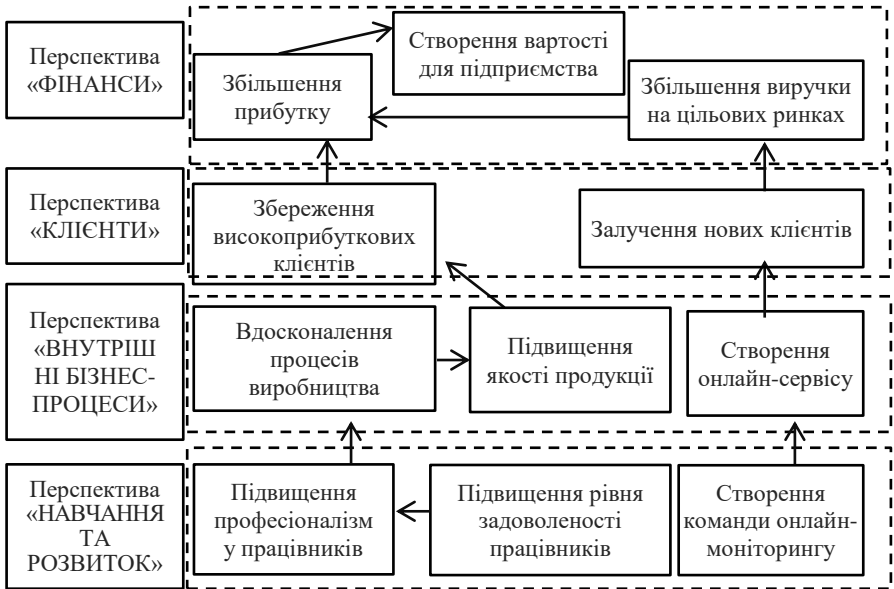 Перспектива
«ФІНАНСИ»
Створення вартості
для підприємства
Збільшення
прибутку
Збільшення виручки
на цільових ринках
Перспектива
«КЛІЄНТИ»
Збереження
високоприбуткових
клієнтів
Залучення нових клієнтів
Перспектива
«ВНУТРІШ
НІ БІЗНЕС-
ПРОЦЕСИ»
Вдосконалення
процесів
виробництва
Підвищення
якості продукції
Створення
онлайн-сервісу
Перспектива
«НАВЧАННЯ
ТА
РОЗВИТОК»
Підвищення
професіоналізм
у працівників
Підвищення рівня
задоволеності
працівників
Створення
команди онлайн-
моніторингу